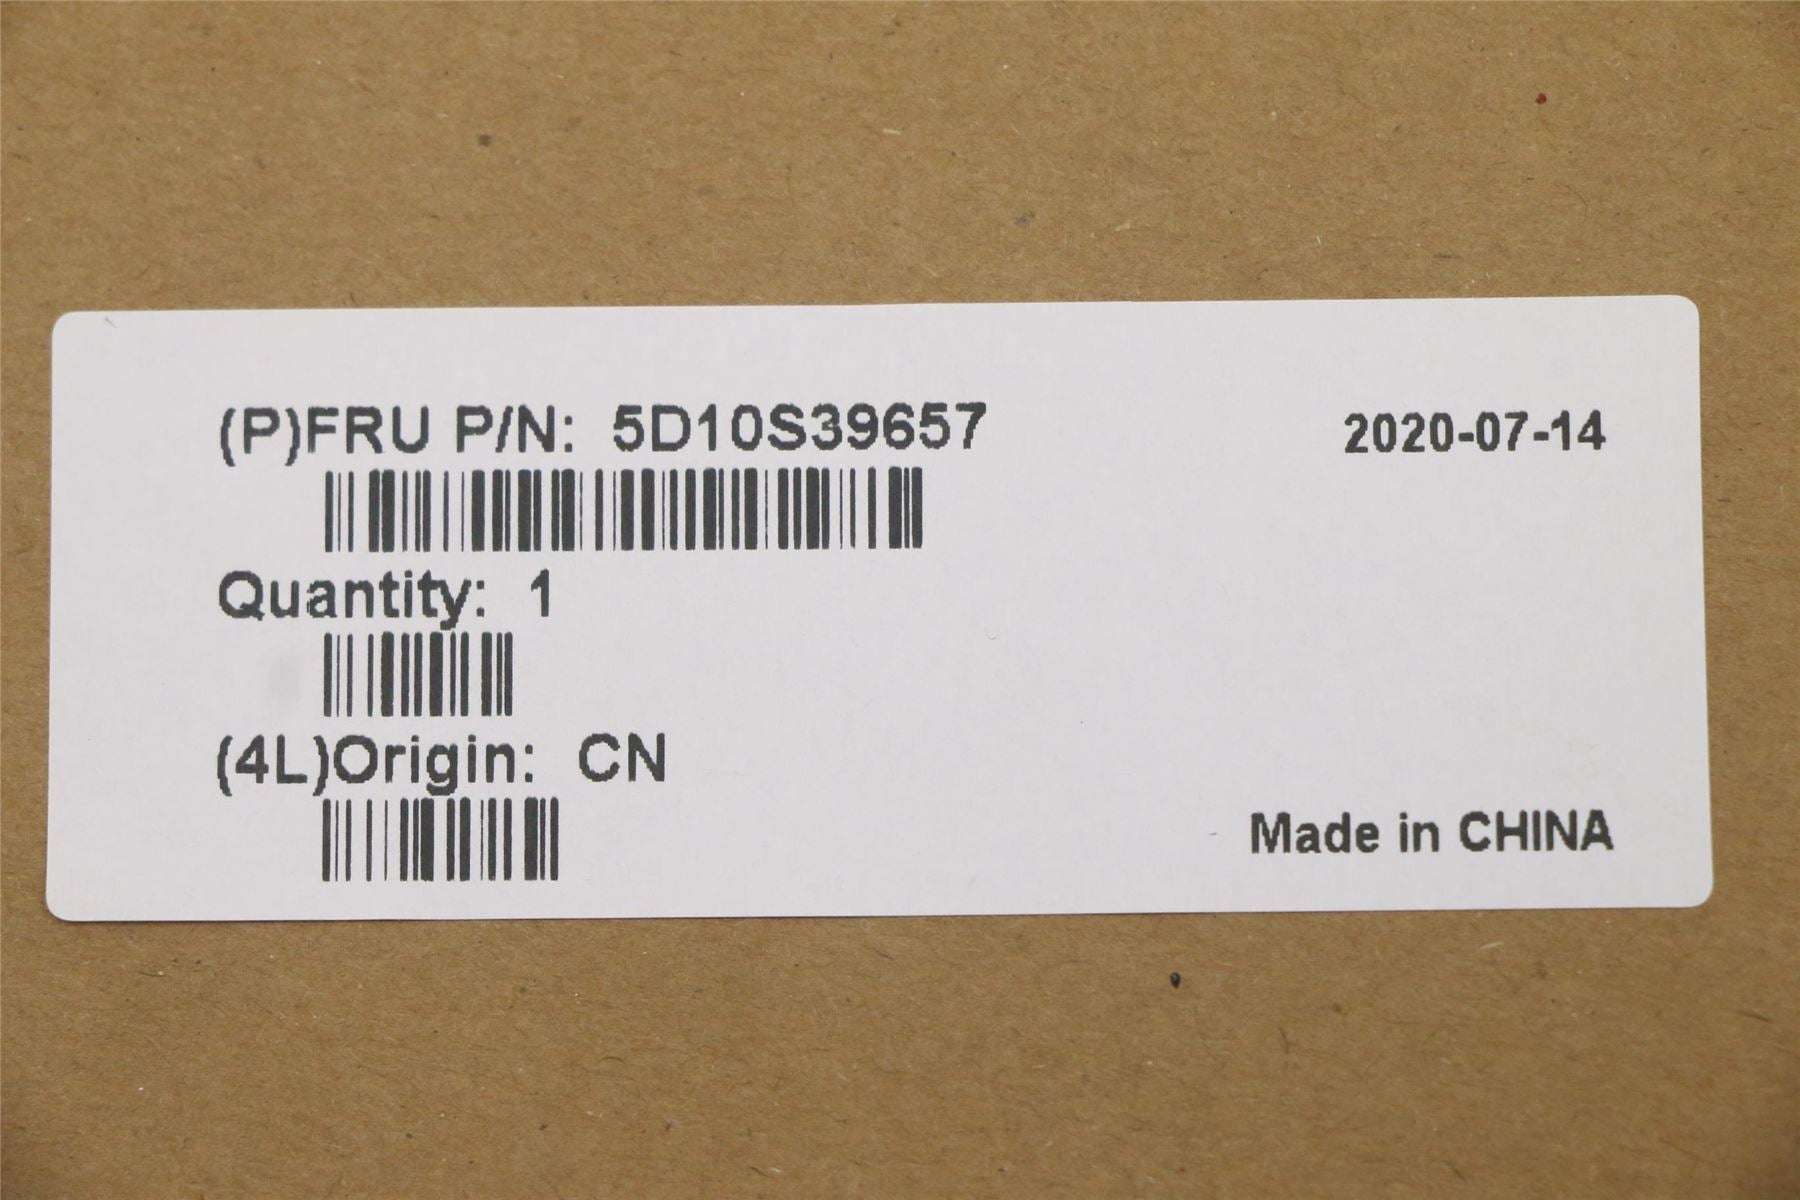 (P)FRU P/N: 5D10S39657
2020-07-14
Quantity: 1
(4L)Origin: CN
Made in CHINA